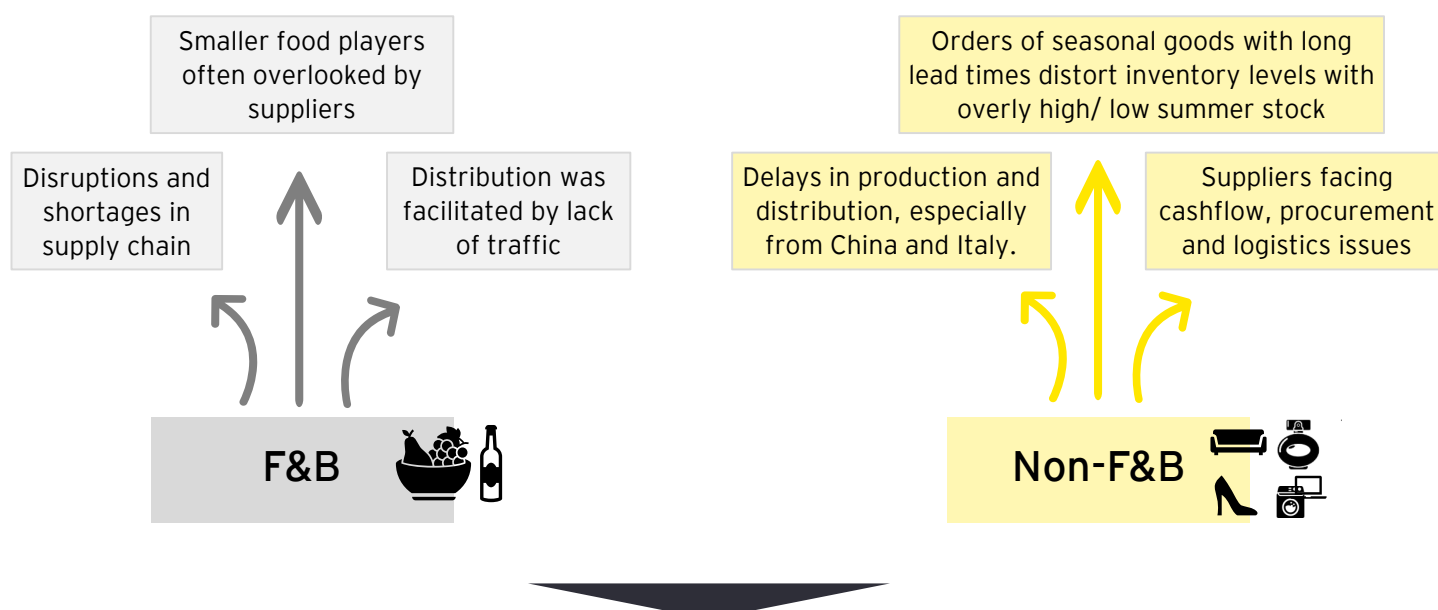 Smaller food players
often overlooked by
suppliers
Disruptions and
shortages in
supply chain
Distribution was
facilitated by lack
of traffic
F&B
Orders of seasonal goods with long
lead times distort inventory levels with
overly high/ low summer stock
Delays in production and
distribution, especially
from China and Italy.
Suppliers facing
cashflow, procurement
and logistics issues
Non-F&B